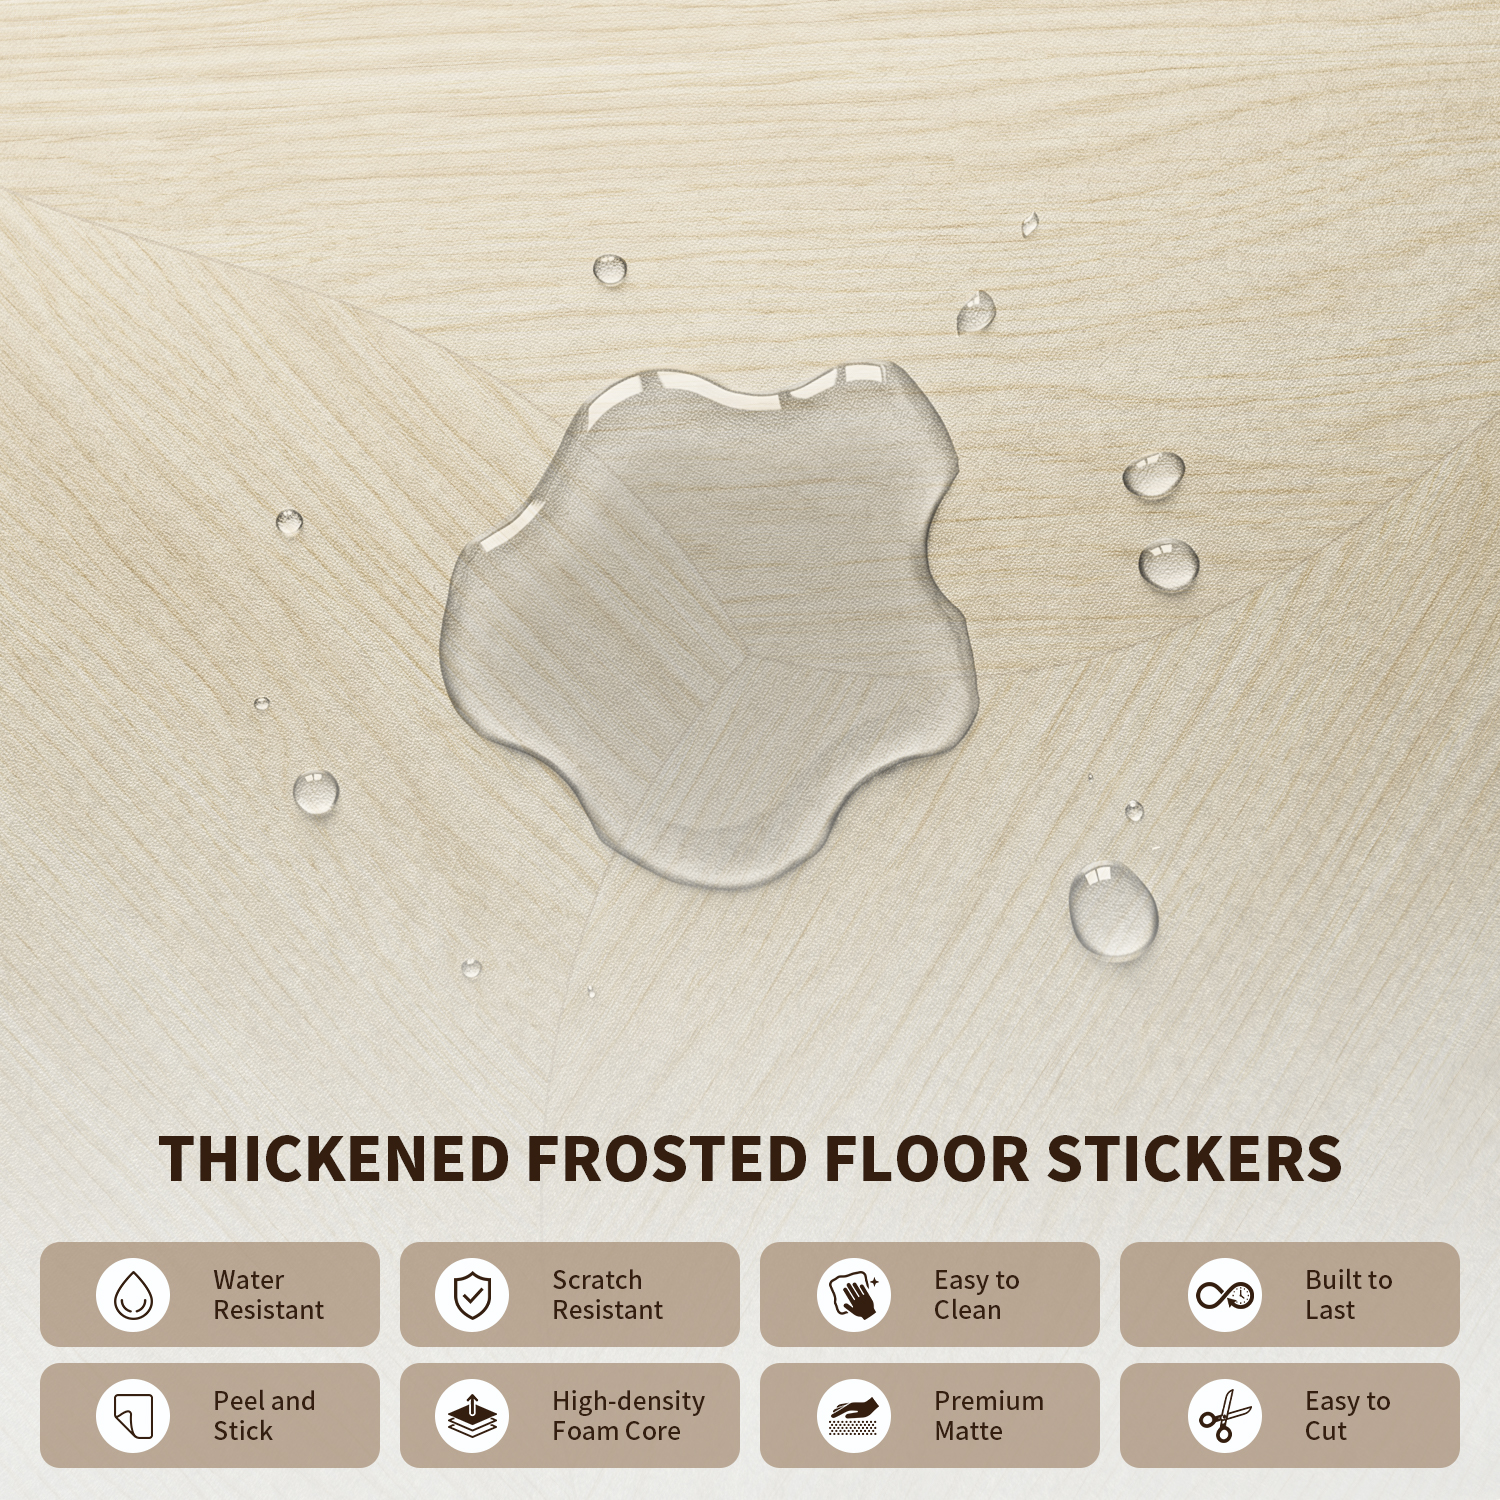 THICKENED FROSTED FLOOR STICKERS
Water
Resistant
Scratch
Resistant
Easy to
Clean
Built to
Last
Peel and
Stick
High-density
Foam Core
Premium
Matte
Easy to
Cut